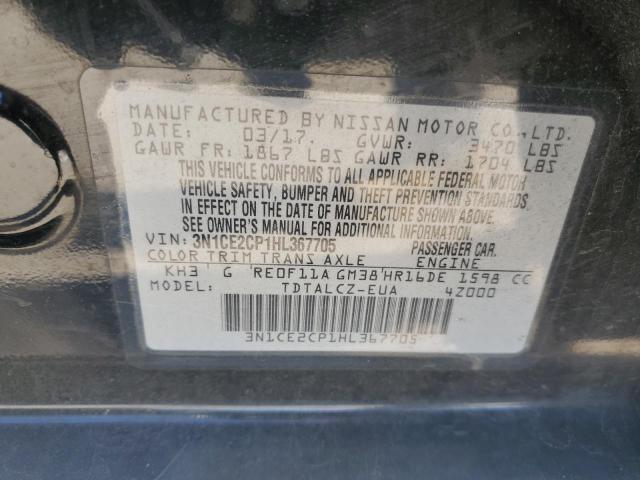 MANUFACTURED BY NISSAN MOTOR CO., LTD.
DATE: 03/17. GVWR: 3470 LBS
GAWR FR: 1867 LBS GAWR RR: 1704 LBS
THIS VEHICLE CONFORMS TO ALL APPLICABLE FEDERAL MOTOR
VEHICLE SAFETY, BUMPER AND THEFT PREVENTION STANDARDS
IN EFFECT ON THE DATE OF MANUFACTURE SHOWN ABOVE.
SEE OWNER'S MANUAL FOR ADDITIONAL INFORMATION.
VIN: 3N1CE2CP1HL367705 PASSENGER CAR.
COLOR TRIM TRANS AXLE ENGINE
KH3 G RE0F11A GM38 HR16DE 1598 CC
MODEL: TDTALCZ-EUA 4Z000
3N1CE2CP1HL367705